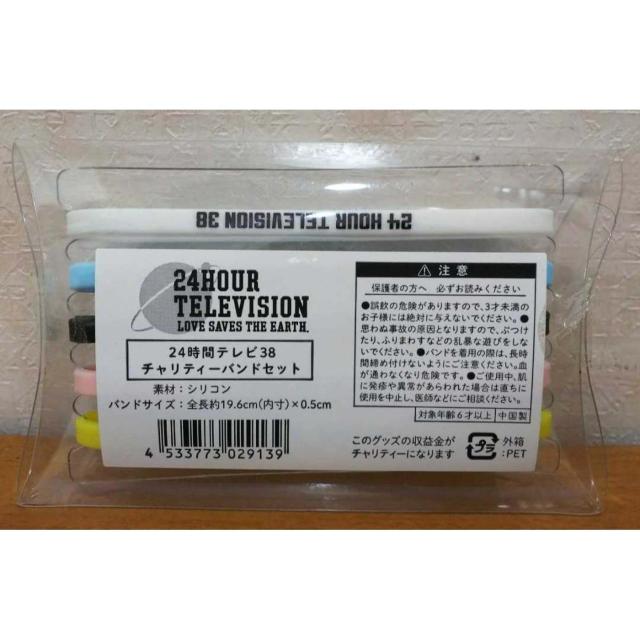 24 HOUR TELEVISION 38
24HOUR
TELEVISION
LOVE SAVES THE EARTH.
24時間テレビ38
チャリティーバンドセット
素材：シリコン
バンドサイズ：全長約19.6cm(内寸)×0.5cm
4 533773 029139
⚠ 注意
保護者の方へ 必ずお読みください
●誤飲の危険がありますので、3才未満の
お子様には絶対に与えないでください。●
思わぬ事故の原因となりますので、ぶつけ
たり、ふりまわすなどの乱暴な遊びをしな
いでください。●バンドを着用の際は、長時
間締め付けないようにご注意ください。血
が通わなくなり危険です。●ご使用中、肌
に発疹や異常があらわれた場合は直ちに
使用を中止し、医師などにご相談ください。
対象年齢6才以上 中国製
このグッズの収益金が
チャリティーになります
プラ
外箱
:PET